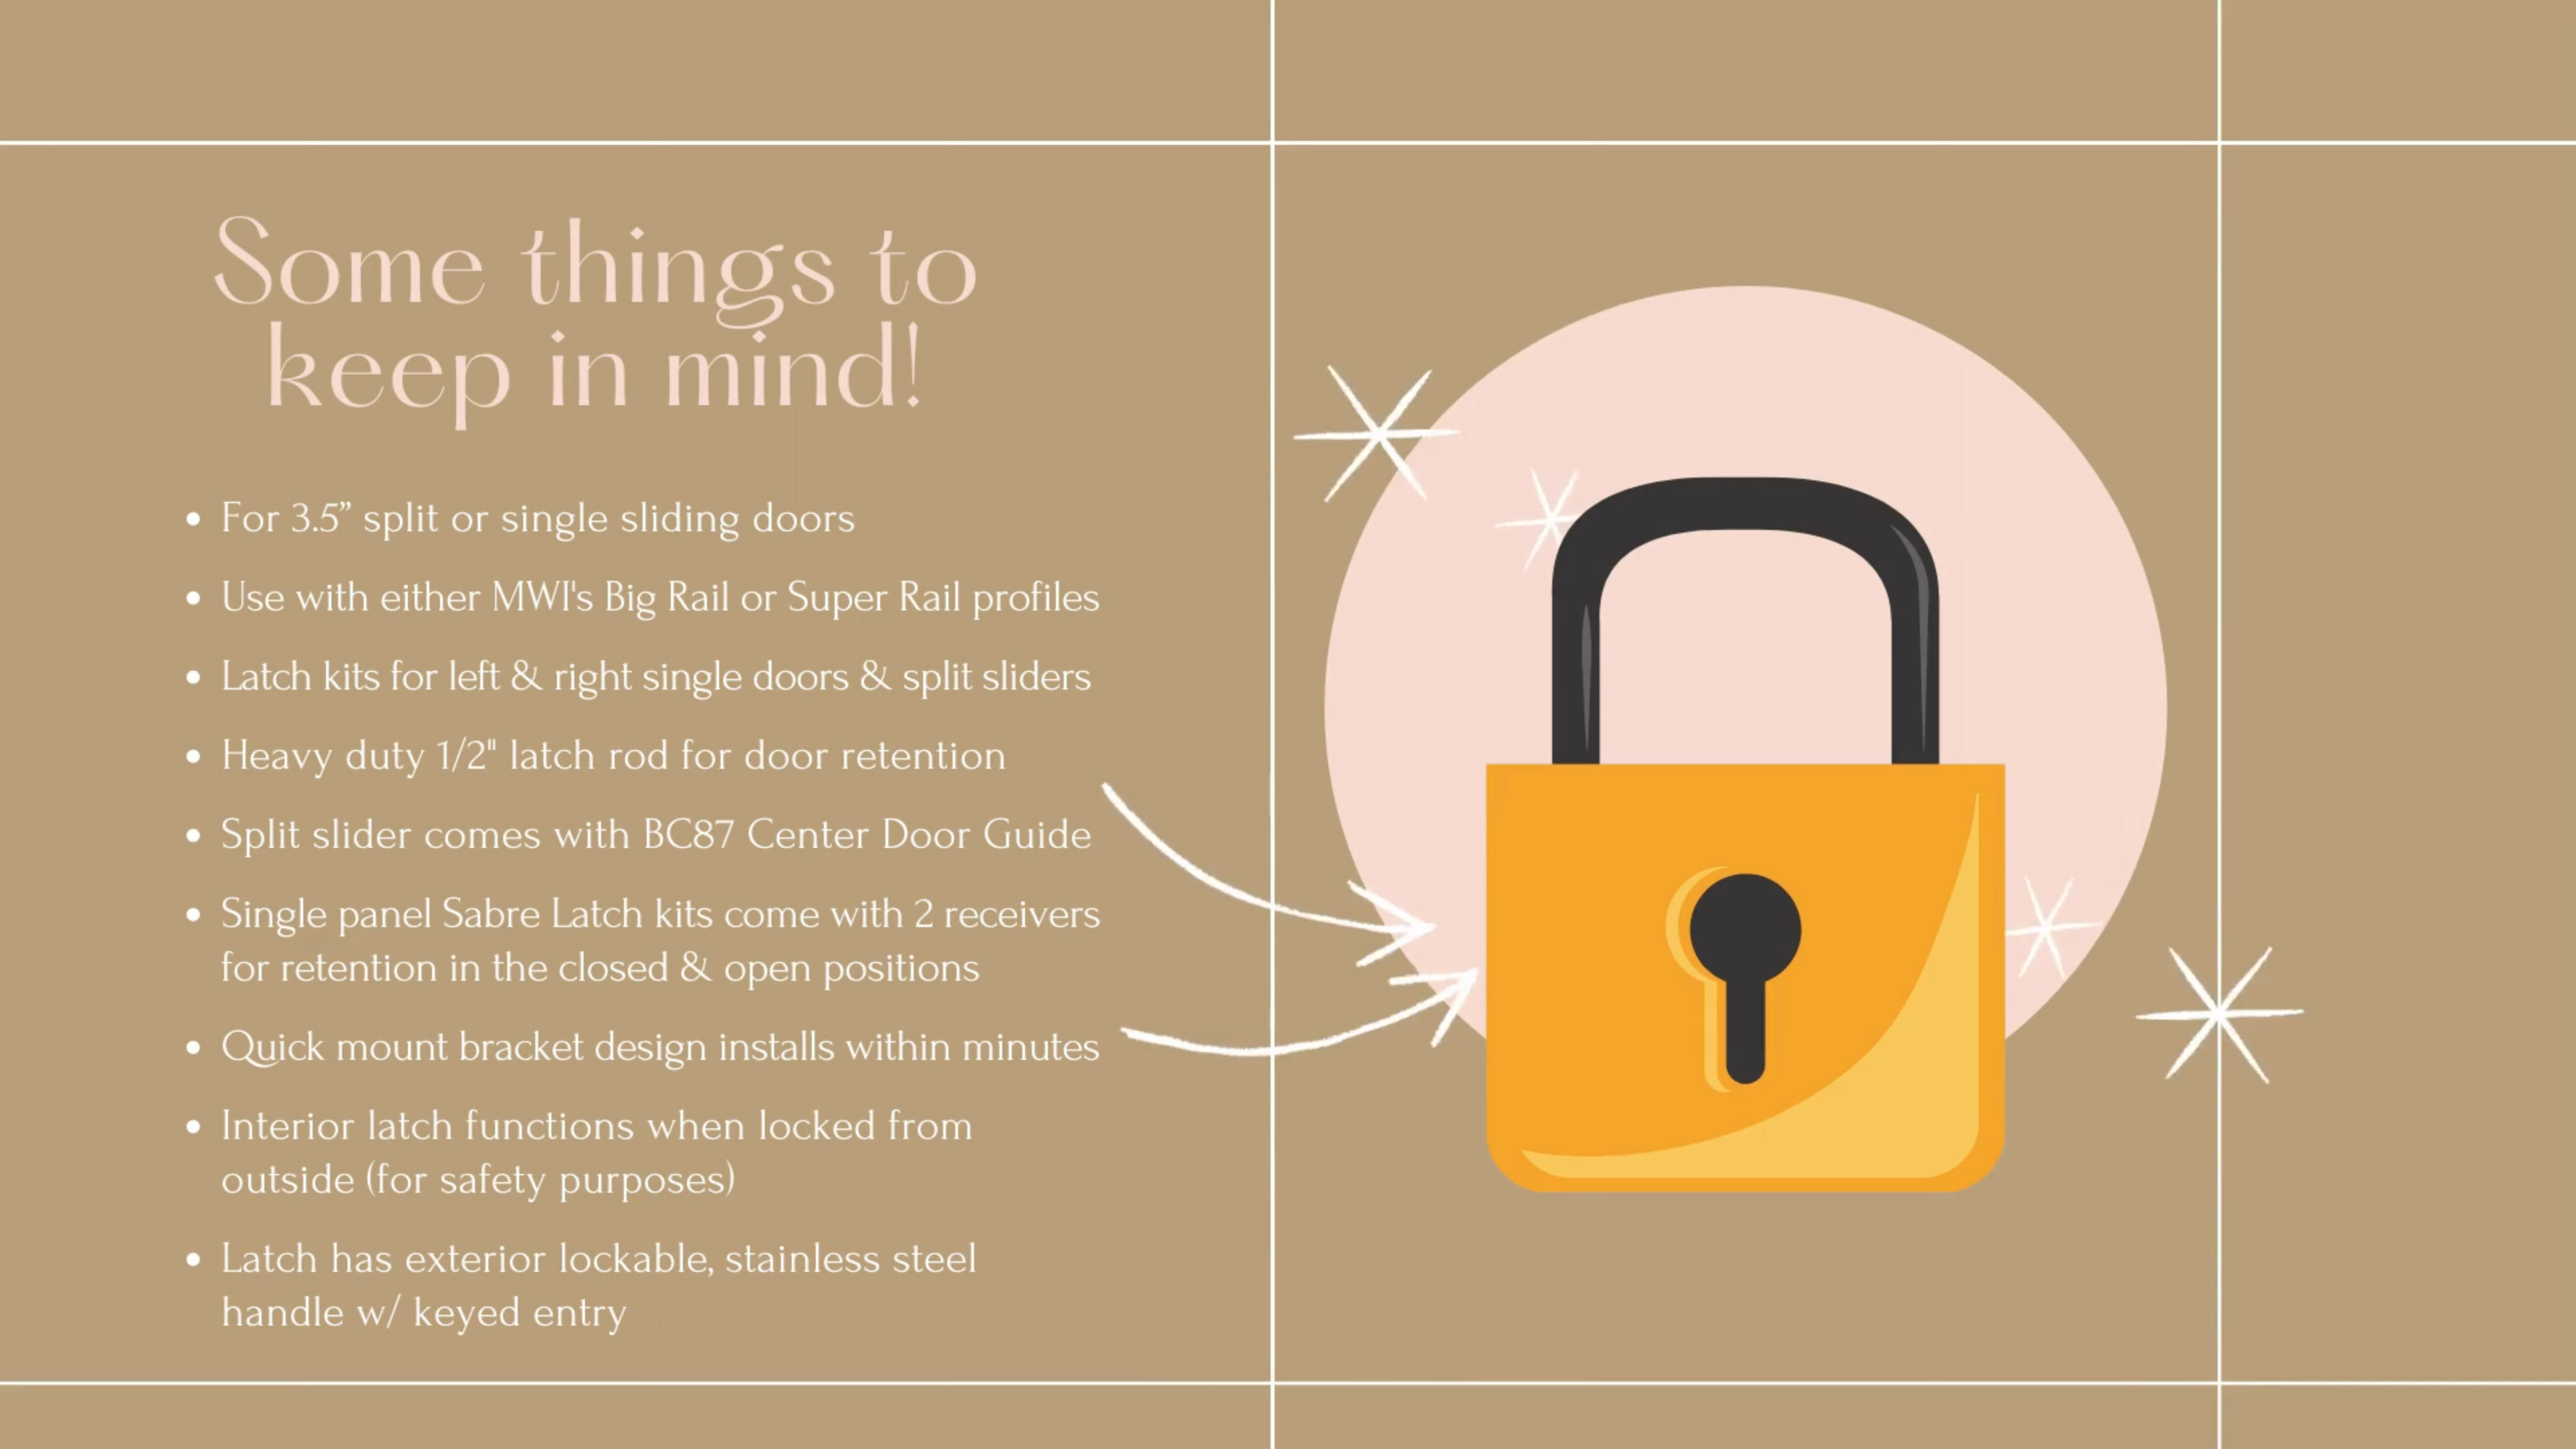 Some things to
keep in mind!
• For 3.5” split or single sliding doors
• Use with either MWI's Big Rail or Super Rail profiles
• Latch kits for left & right single doors & split sliders
• Heavy duty 1/2" latch rod for door retention
• Split slider comes with BC87 Center Door Guide
• Single panel Sabre Latch kits come with 2 receivers
for retention in the closed & open positions
• Quick mount bracket design installs within minutes
• Interior latch functions when locked from
outside (for safety purposes)
• Latch has exterior lockable, stainless steel
handle w/ keyed entry